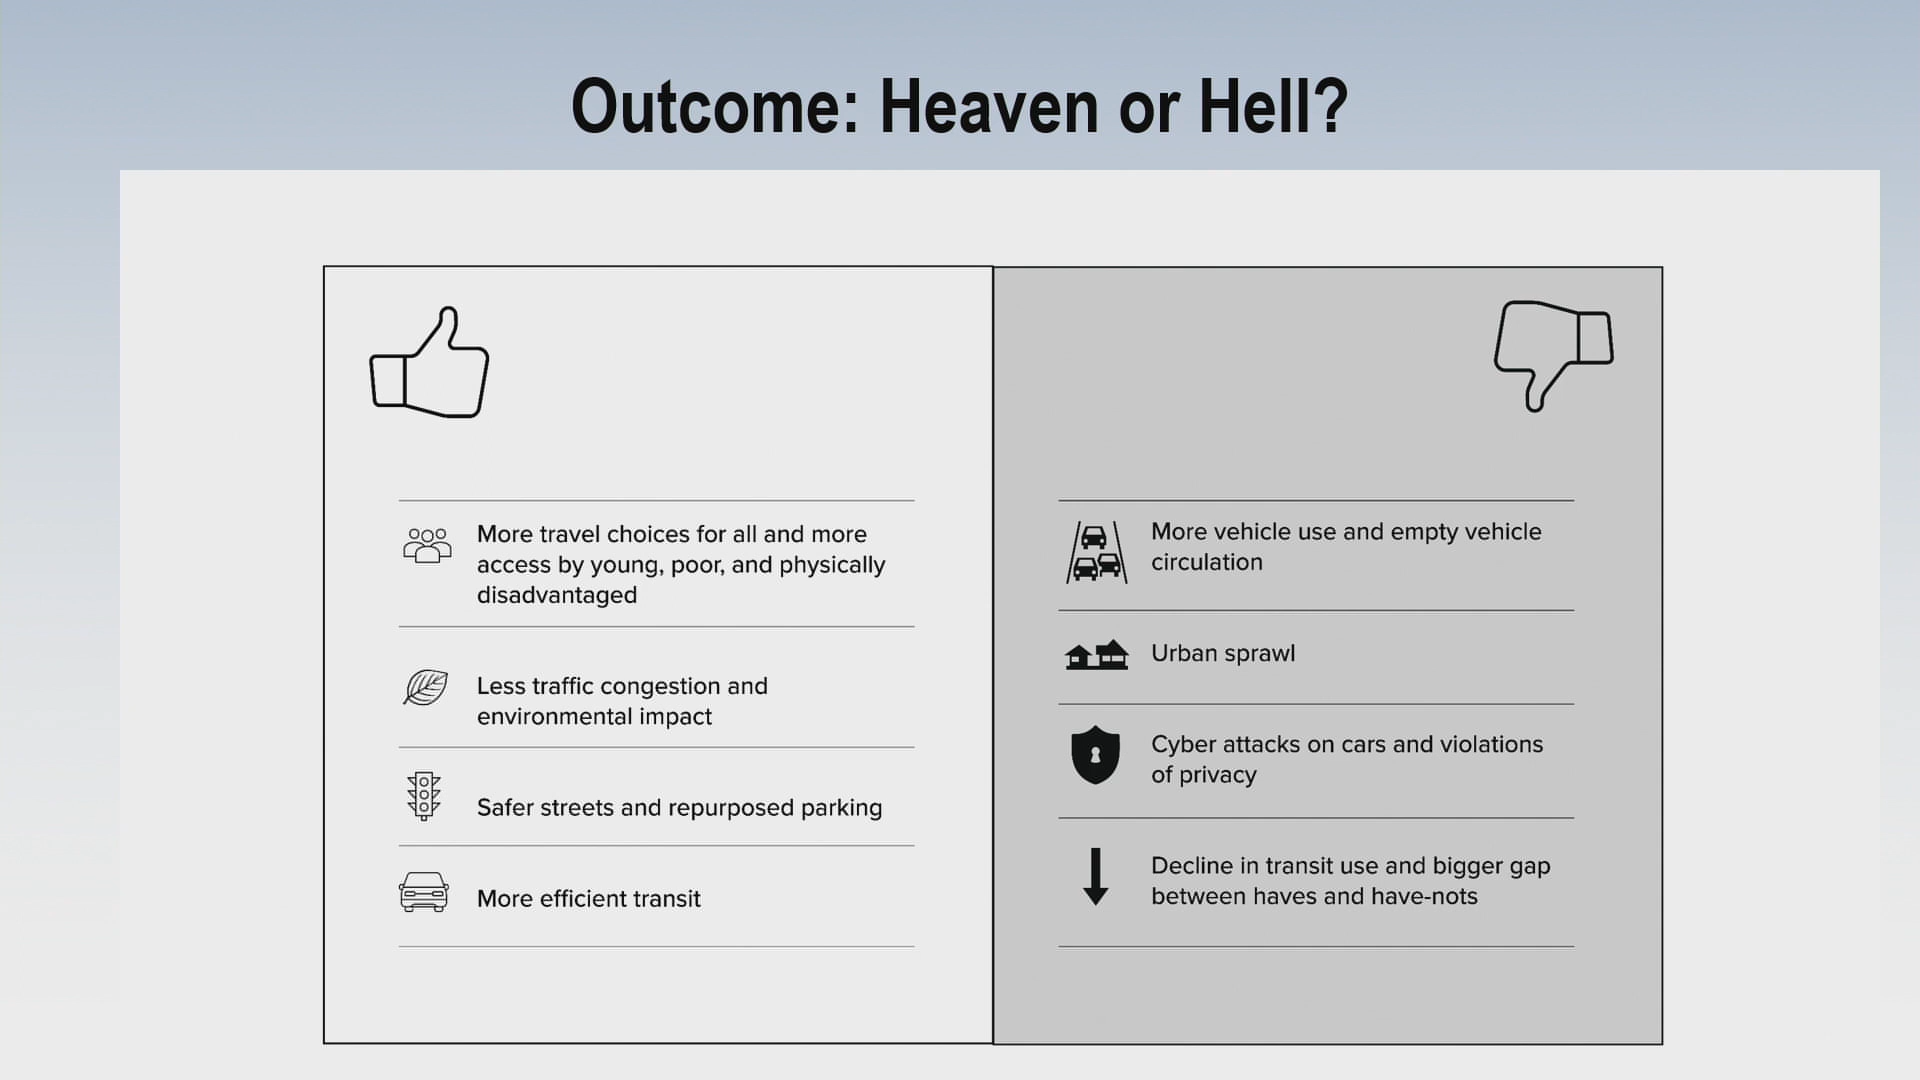 Outcome: Heaven or Hell?
More travel choices for all and more
access by young, poor, and physically
disadvantaged
Less traffic congestion and
environmental impact
Safer streets and repurposed parking
More efficient transit
More vehicle use and empty vehicle
circulation
Urban sprawl
Cyber attacks on cars and violations
of privacy
Decline in transit use and bigger gap
between haves and have-nots